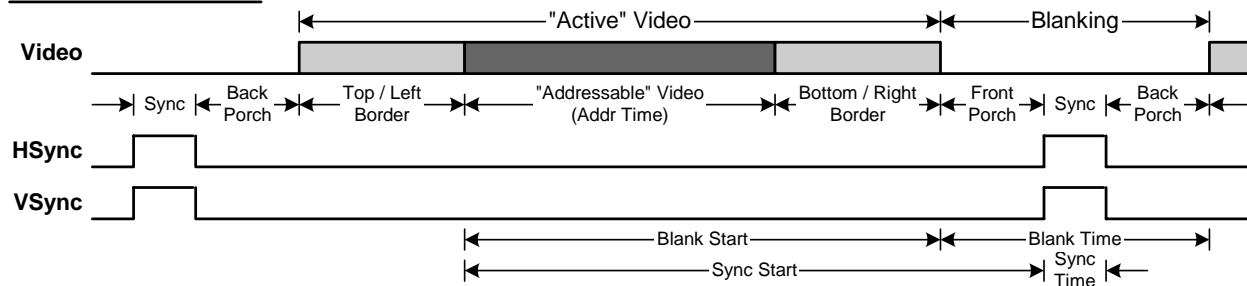 "Active" Video
Blanking
Video
Sync
Back
Porch
Top / Left
Border
"Addressable" Video
(Addr Time)
Bottom / Right
Border
Front
Porch
Sync
Back
Porch
HSync
VSync
Blank Start
Blank Time
Sync Start
Sync
Time